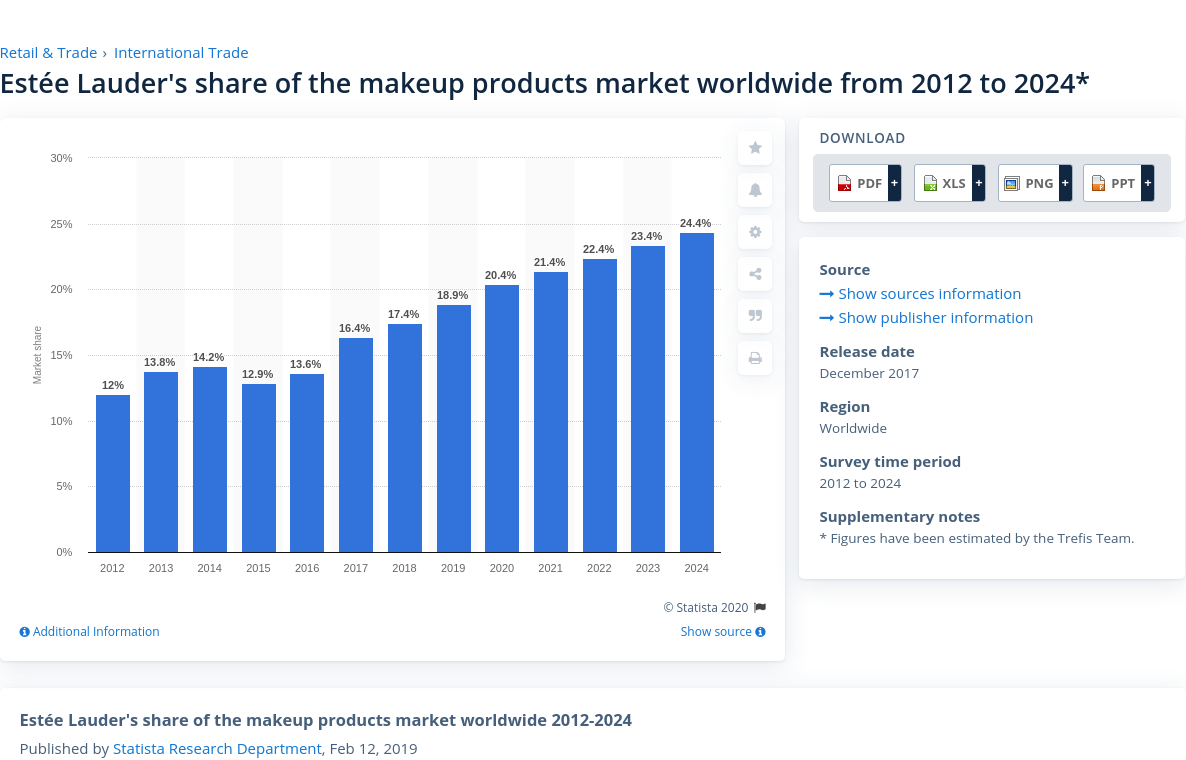 Retail & Trade › International Trade
Estée Lauder's share of the makeup products market worldwide from 2012 to 2024*
30%
25%
20%
15%
10%
5%
0%
Market share
12%
13.8%
14.2%
12.9%
13.6%
16.4%
17.4%
18.9%
20.4%
21.4%
22.4%
23.4%
24.4%
2012 2013 2014 2015 2016 2017 2018 2019 2020 2021 2022 2023 2024
© Statista 2020
Additional Information
Show source
DOWNLOAD
PDF + XLS + PNG + PPT +
Source
Show sources information
Show publisher information
Release date
December 2017
Region
Worldwide
Survey time period
2012 to 2024
Supplementary notes
* Figures have been estimated by the Trefis Team.
Estée Lauder's share of the makeup products market worldwide 2012-2024
Published by Statista Research Department, Feb 12, 2019